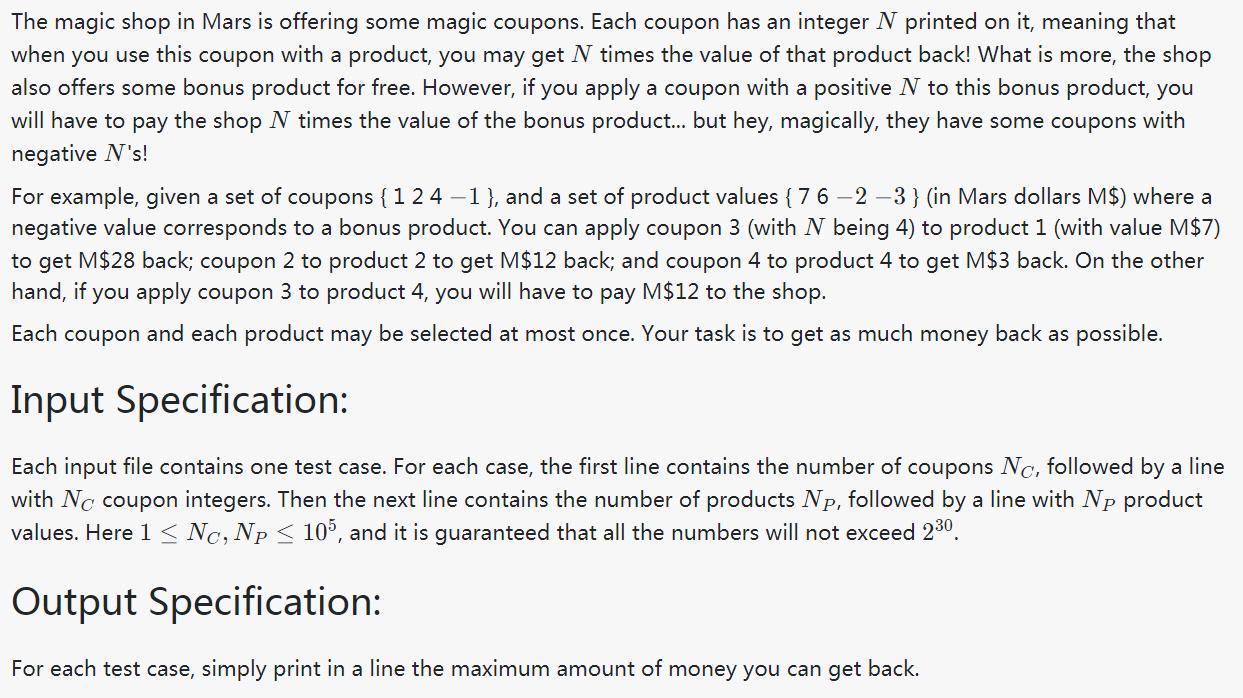 The magic shop in Mars is offering some magic coupons. Each coupon has an integer N printed on it, meaning that
when you use this coupon with a product, you may get N times the value of that product back! What is more, the shop
also offers some bonus product for free. However, if you apply a coupon with a positive N to this bonus product, you
will have to pay the shop N times the value of the bonus product... but hey, magically, they have some coupons with
negative N's!
For example, given a set of coupons { 1 2 4 −1 }, and a set of product values { 7 6 −2 −3 } (in Mars dollars M$) where a
negative value corresponds to a bonus product. You can apply coupon 3 (with N being 4) to product 1 (with value M$7)
to get M$28 back; coupon 2 to product 2 to get M$12 back; and coupon 4 to product 4 to get M$3 back. On the other
hand, if you apply coupon 3 to product 4, you will have to pay M$12 to the shop.
Each coupon and each product may be selected at most once. Your task is to get as much money back as possible.
Input Specification:
Each input file contains one test case. For each case, the first line contains the number of coupons N_C, followed by a line
with N_C coupon integers. Then the next line contains the number of products N_P, followed by a line with N_P product
values. Here 1 ≤ N_C, N_P ≤ 10^5, and it is guaranteed that all the numbers will not exceed 2^30.
Output Specification:
For each test case, simply print in a line the maximum amount of money you can get back.